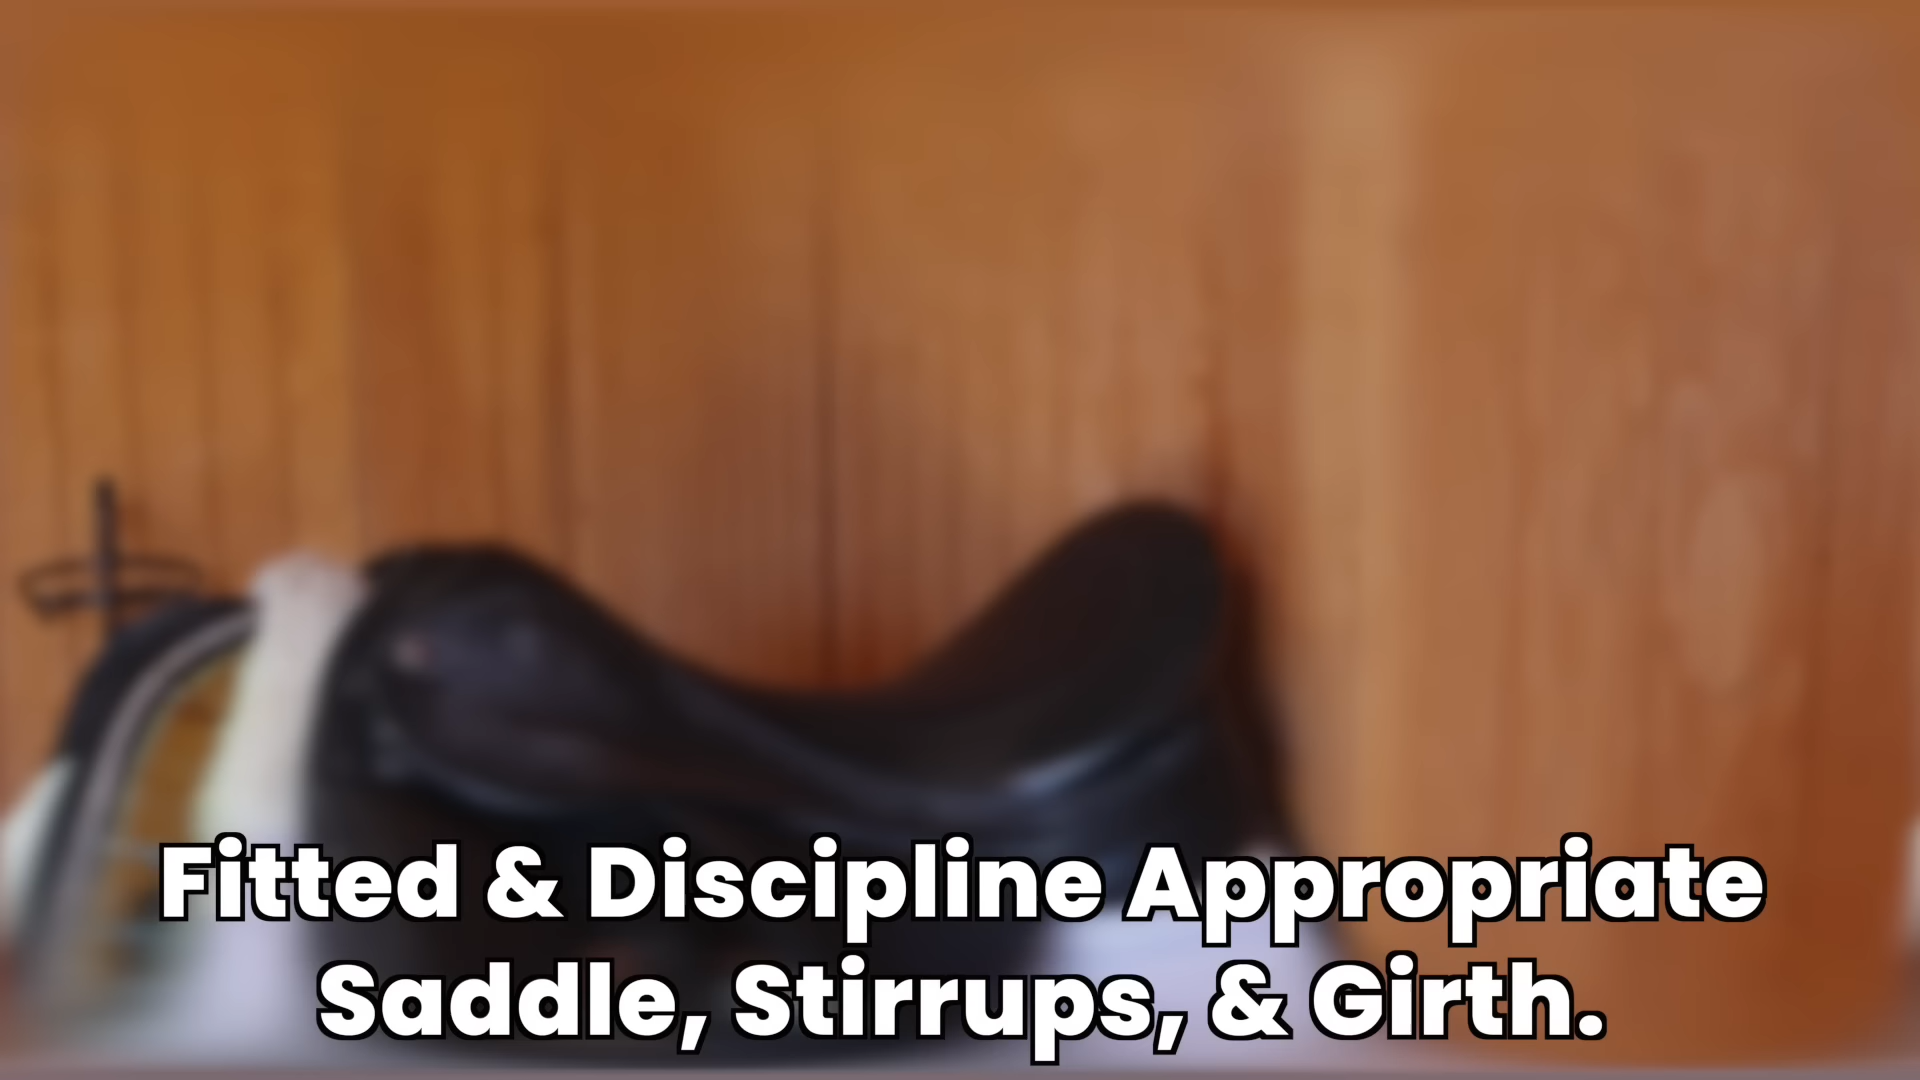 Fitted & Discipline Appropriate
Saddle, Stirrups, & Girth.